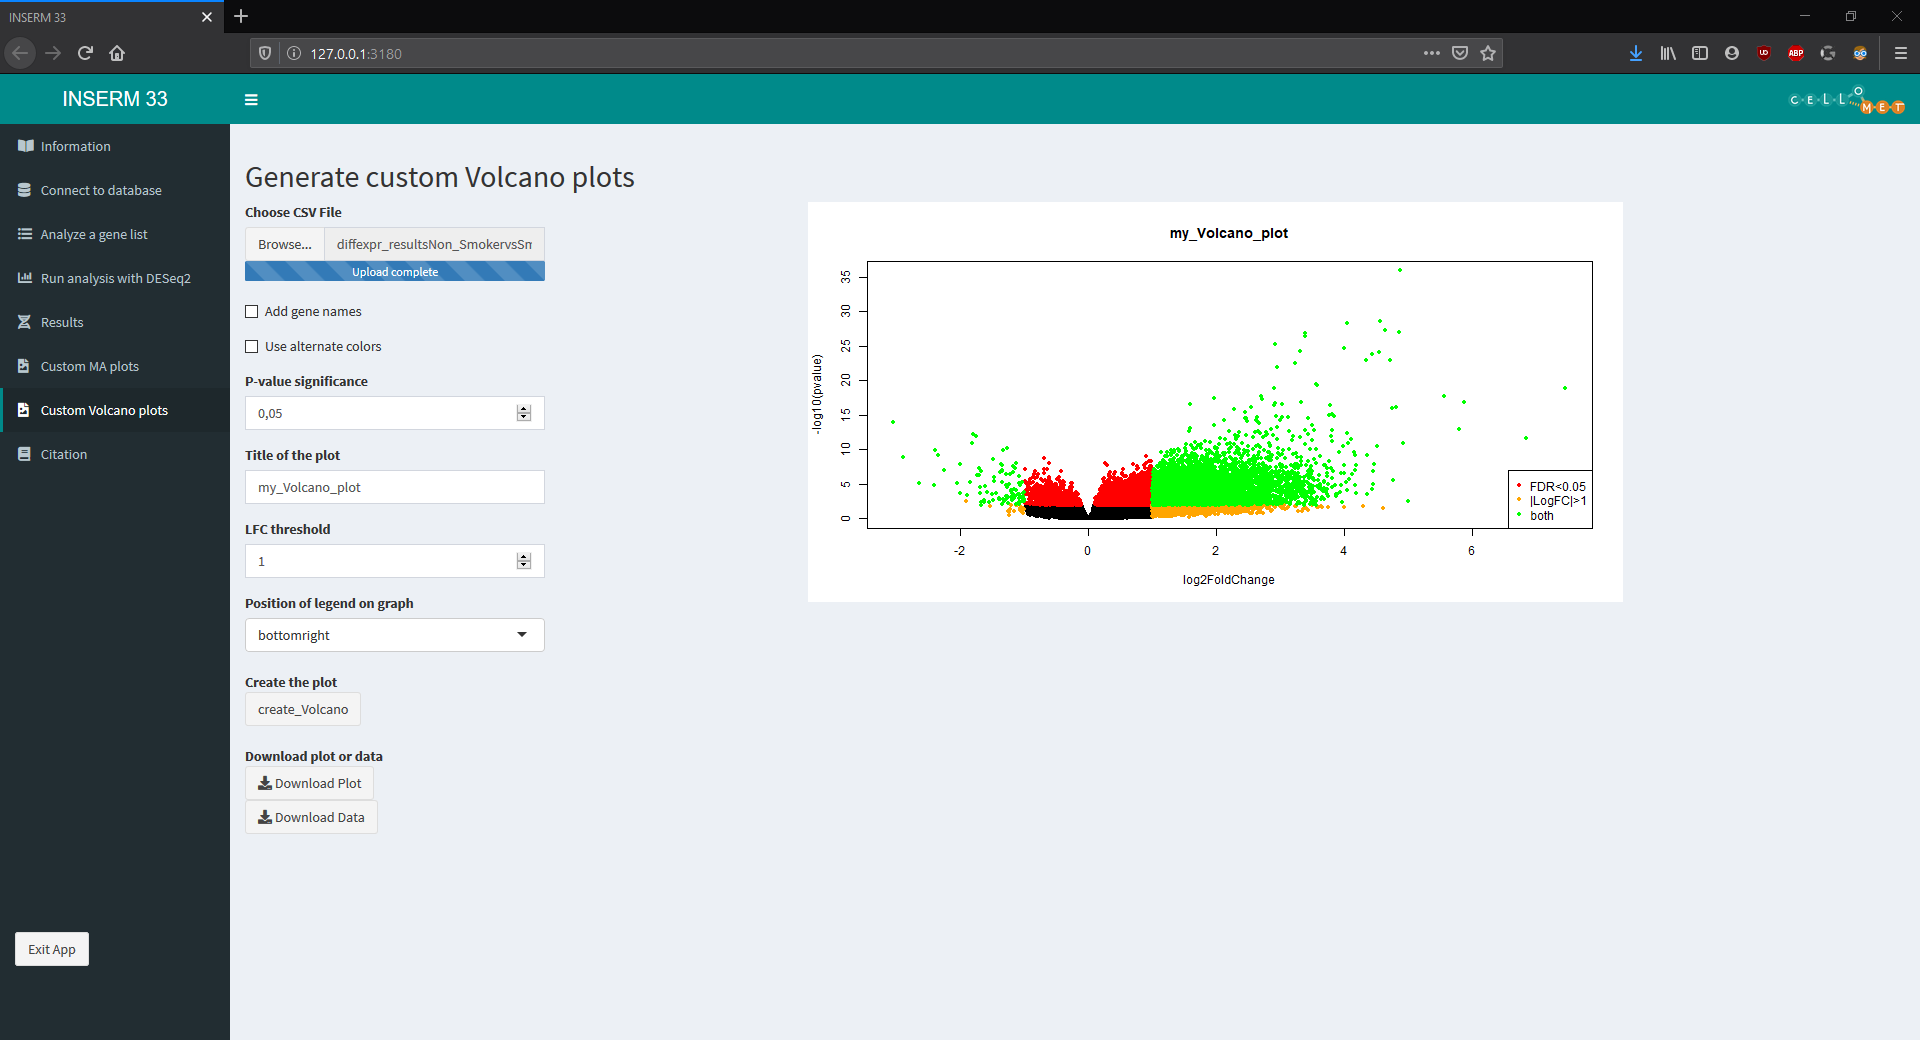 INSERM 33
127.0.0.1:3180
UO
ABP
INSERM 33
CELLOMET
Information
Connect to database
Analyze a gene list
Run analysis with DESeq2
Results
Custom MA plots
Custom Volcano plots
Citation
Exit App
Generate custom Volcano plots
Choose CSV File
Browse... diffexpr_resultsNon_SmokervsSm
Upload complete
Add gene names
Use alternate colors
P-value significance
0,05
Title of the plot
my_Volcano_plot
LFC threshold
1
Position of legend on graph
bottomright
Create the plot
create_Volcano
Download plot or data
Download Plot
Download Data
my_Volcano_plot
-log10(pvalue)
35
30
25
20
15
10
5
0
FDR<0.05
|LogFC|>1
both
-2 0 2 4 6
log2FoldChange